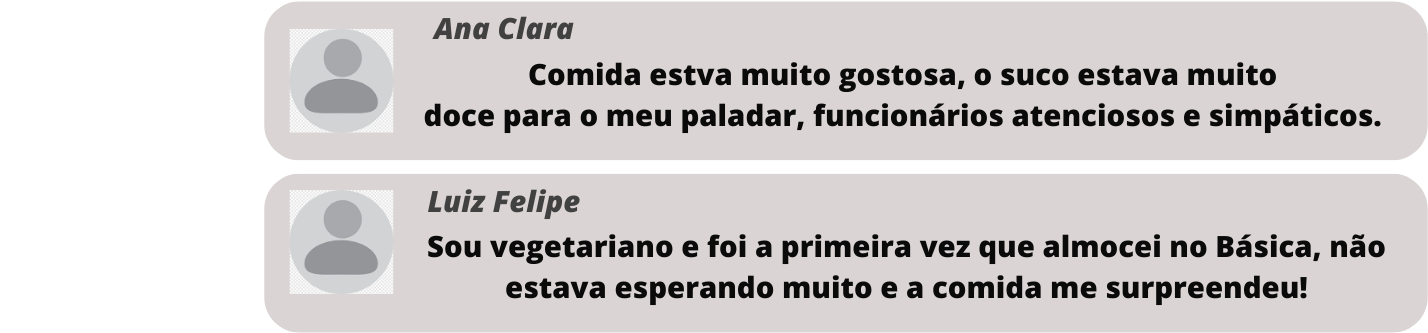 Ana Clara
Comida estva muito gostosa, o suco estava muito
doce para o meu paladar, funcionários atenciosos e simpáticos.
Luiz Felipe
Sou vegetariano e foi a primeira vez que almocei no Básica, não
estava esperando muito e a comida me surpreendeu!